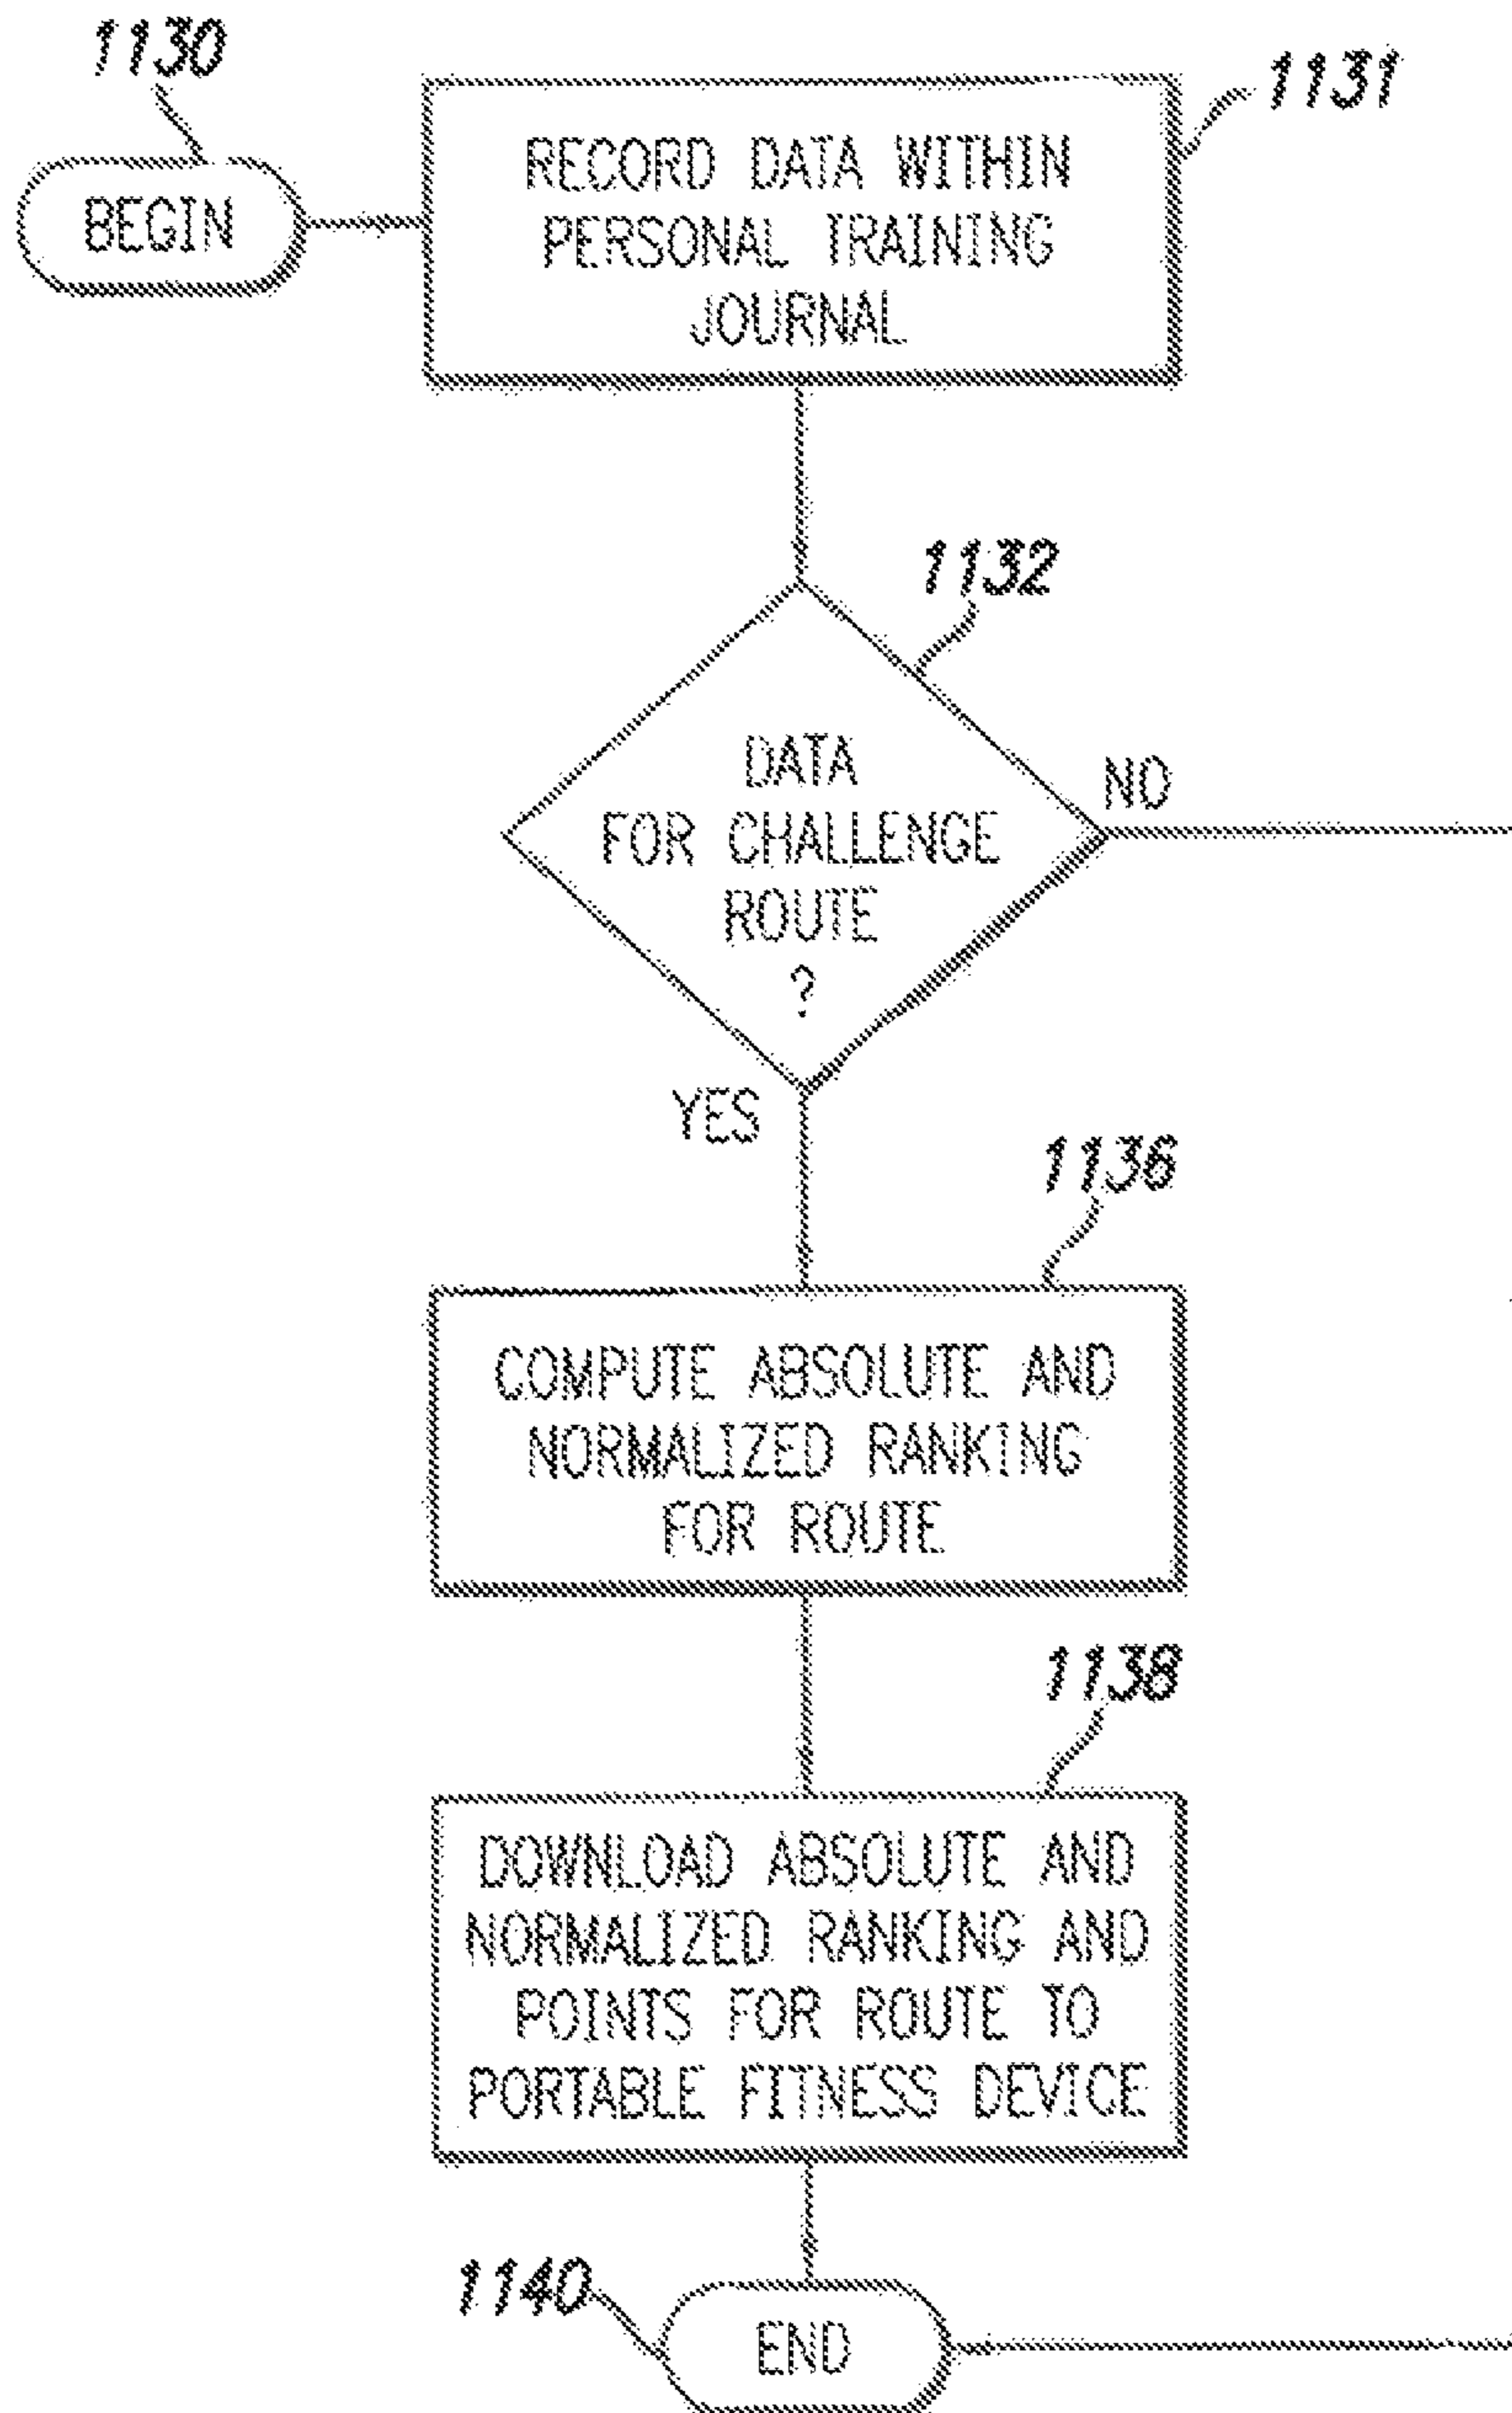 1130
BEGIN
1131
RECORD DATA WITHIN
PERSONAL TRAINING
JOURNAL
1132
DATA
FOR CHALLENGE
ROUTE
?
NO
YES
1136
COMPUTE ABSOLUTE AND
NORMALIZED RANKING
FOR ROUTE
1138
DOWNLOAD ABSOLUTE AND
NORMALIZED RANKING AND
POINTS FOR ROUTE TO
PORTABLE FITNESS DEVICE
1140
END